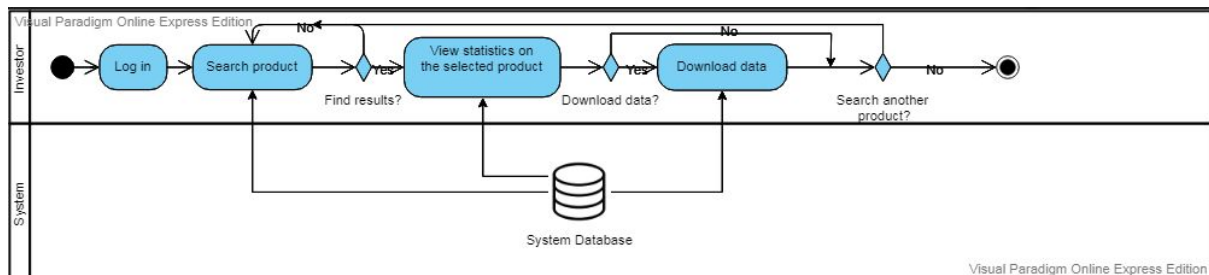 Visual Paradigm Online Express Edition
Investor
Log in
Search product
No
Yes
Find results?
View statistics on
the selected product
Yes
Download data?
No
Download data
Search another
product?
No
System
System Database
Visual Paradigm Online Express Edition